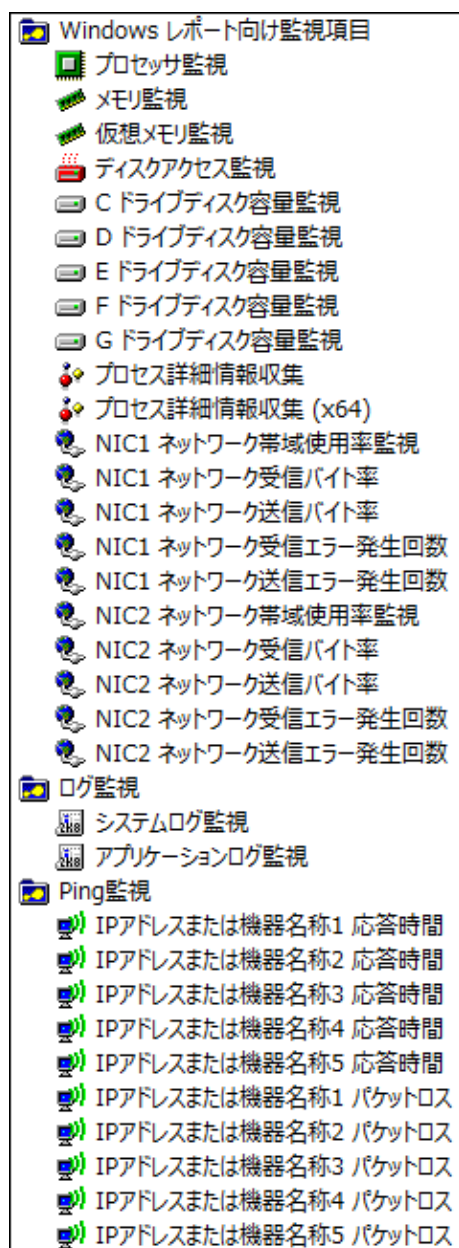 Windows レポート向け監視項目
プロセッサ監視
メモリ監視
仮想メモリ監視
ディスクアクセス監視
C ドライブディスク容量監視
D ドライブディスク容量監視
E ドライブディスク容量監視
F ドライブディスク容量監視
G ドライブディスク容量監視
プロセス詳細情報収集
プロセス詳細情報収集 (x64)
NIC1 ネットワーク帯域使用率監視
NIC1 ネットワーク受信バイト率
NIC1 ネットワーク送信バイト率
NIC1 ネットワーク受信エラー発生回数
NIC1 ネットワーク送信エラー発生回数
NIC2 ネットワーク帯域使用率監視
NIC2 ネットワーク受信バイト率
NIC2 ネットワーク送信バイト率
NIC2 ネットワーク受信エラー発生回数
NIC2 ネットワーク送信エラー発生回数
ログ監視
システムログ監視
アプリケーションログ監視
Ping監視
IPアドレスまたは機器名称1 応答時間
IPアドレスまたは機器名称2 応答時間
IPアドレスまたは機器名称3 応答時間
IPアドレスまたは機器名称4 応答時間
IPアドレスまたは機器名称5 応答時間
IPアドレスまたは機器名称1 パケットロス
IPアドレスまたは機器名称2 パケットロス
IPアドレスまたは機器名称3 パケットロス
IPアドレスまたは機器名称4 パケットロス
IPアドレスまたは機器名称5 パケットロス